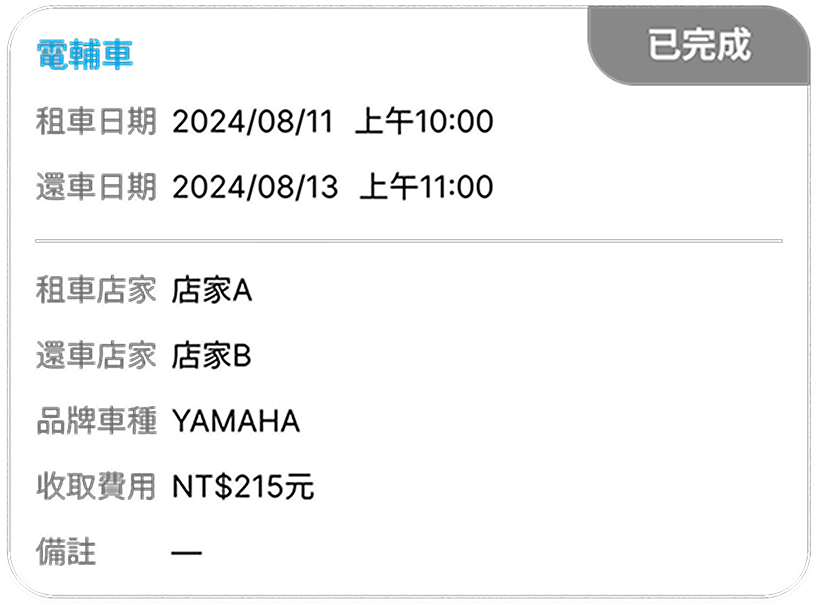 電輔車
已完成
租車日期 2024/08/11 上午10:00
還車日期 2024/08/13 上午11:00
租車店家 店家A
還車店家 店家B
品牌車種 YAMAHA
收取費用 NT$215元
備註 —